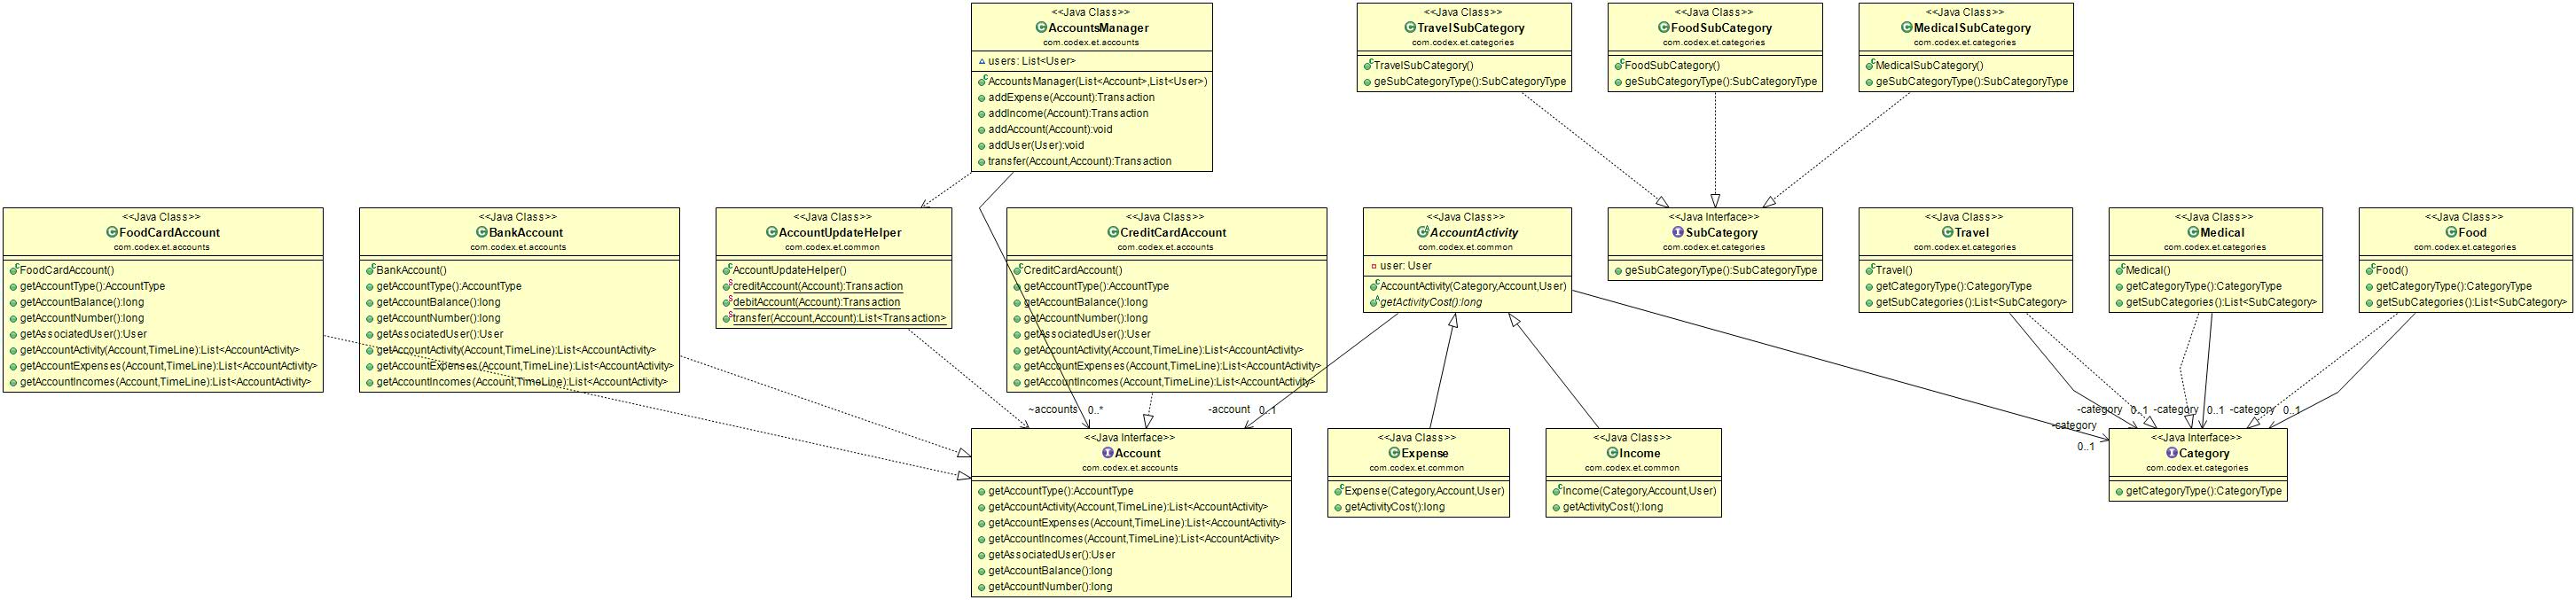 <<Java Class>>
AccountsManager
com.codex.et.accounts
users: List<User>
AccountsManager(List<Account>,List<User>)
addExpense(Account):Transaction
addIncome(Account):Transaction
addAccount(Account):void
addUser(User):void
transfer(Account,Account):Transaction
<<Java Class>>
TravelSubCategory
com.codex.et.categories
TravelSubCategory()
geSubCategoryType():SubCategoryType
<<Java Class>>
FoodSubCategory
com.codex.et.categories
FoodSubCategory()
geSubCategoryType():SubCategoryType
<<Java Class>>
MedicalSubCategory
com.codex.et.categories
MedicalSubCategory()
geSubCategoryType():SubCategoryType
<<Java Class>>
FoodCardAccount
com.codex.et.accounts
FoodCardAccount()
getAccountType():AccountType
getAccountBalance():long
getAccountNumber():long
getAssociatedUser():User
getAccountActivity(Account,TimeLine):List<AccountActivity>
getAccountExpenses(Account,TimeLine):List<AccountActivity>
getAccountIncomes(Account,TimeLine):List<AccountActivity>
<<Java Class>>
BankAccount
com.codex.et.accounts
BankAccount()
getAccountType():AccountType
getAccountBalance():long
getAccountNumber():long
getAssociatedUser():User
getAccountActivity(Account,TimeLine):List<AccountActivity>
getAccountExpenses(Account,TimeLine):List<AccountActivity>
getAccountIncomes(Account,TimeLine):List<AccountActivity>
<<Java Class>>
AccountUpdateHelper
com.codex.et.common
AccountUpdateHelper()
creditAccount(Account):Transaction
debitAccount(Account):Transaction
transfer(Account,Account):List<Transaction>
<<Java Class>>
CreditCardAccount
com.codex.et.accounts
CreditCardAccount()
getAccountType():AccountType
getAccountBalance():long
getAccountNumber():long
getAssociatedUser():User
getAccountActivity(Account,TimeLine):List<AccountActivity>
getAccountExpenses(Account,TimeLine):List<AccountActivity>
getAccountIncomes(Account,TimeLine):List<AccountActivity>
<<Java Class>>
AccountActivity
com.codex.et.common
user: User
AccountActivity(Category,Account,User)
getActivityCost():long
<<Java Interface>>
SubCategory
com.codex.et.categories
geSubCategoryType():SubCategoryType
<<Java Class>>
Travel
com.codex.et.categories
Travel()
getCategoryType():CategoryType
getSubCategories():List<SubCategory>
<<Java Class>>
Medical
com.codex.et.categories
Medical()
getCategoryType():CategoryType
getSubCategories():List<SubCategory>
<<Java Class>>
Food
com.codex.et.categories
Food()
getCategoryType():CategoryType
getSubCategories():List<SubCategory>
~accounts 0..*
-account 0..1
-category 0..1
-category 0..1
-category 0..1
-category
0..1
<<Java Interface>>
Account
com.codex.et.accounts
getAccountType():AccountType
getAccountActivity(Account,TimeLine):List<AccountActivity>
getAccountExpenses(Account,TimeLine):List<AccountActivity>
getAccountIncomes(Account,TimeLine):List<AccountActivity>
getAssociatedUser():User
getAccountBalance():long
getAccountNumber():long
<<Java Class>>
Expense
com.codex.et.common
Expense(Category,Account,User)
getActivityCost():long
<<Java Class>>
Income
com.codex.et.common
Income(Category,Account,User)
getActivityCost():long
<<Java Interface>>
Category
com.codex.et.categories
getCategoryType():CategoryType